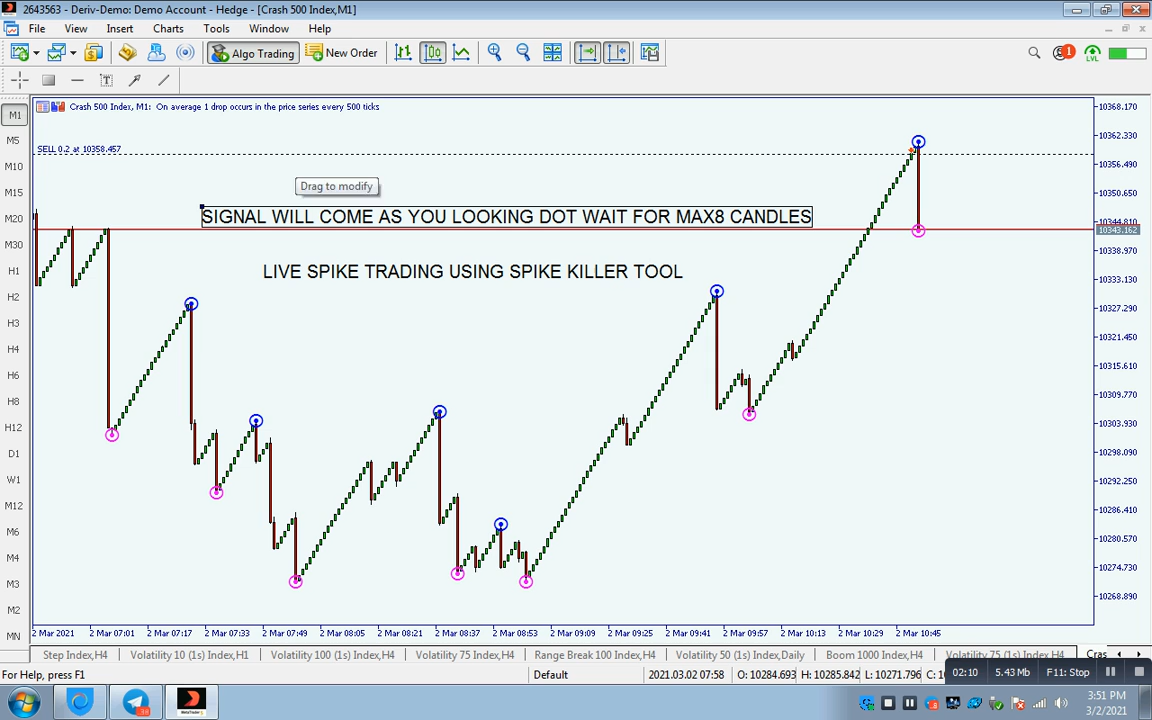 2643563 - Deriv-Demo: Demo Account - Hedge - [Crash 500 Index,M1]
File View Insert Charts Tools Window Help
Algo Trading New Order 1 LVL
T
M1
M5
M10
M15
M20
M30
H1
H2
H3
H4
H6
H8
H12
D1
W1
M12
M6
M4
M3
M2
MN
Crash 500 Index, M1: On average 1 drop occurs in the price series every 500 ticks
SELL 0.2 at 10358.457
Drag to modify
SIGNAL WILL COME AS YOU LOOKING DOT WAIT FOR MAX8 CANDLES
LIVE SPIKE TRADING USING SPIKE KILLER TOOL
10368.170
10362.330
10356.490
10350.650
10344.810
10343.162
10338.970
10333.130
10327.290
10321.450
10315.610
10309.770
10303.930
10298.090
10292.250
10286.410
10280.570
10274.730
10268.890
2 Mar 2021 2 Mar 07:01 2 Mar 07:17 2 Mar 07:33 2 Mar 07:49 2 Mar 08:05 2 Mar 08:21 2 Mar 08:37 2 Mar 08:53 2 Mar 09:09 2 Mar 09:25 2 Mar 09:41 2 Mar 09:57 2 Mar 10:13 2 Mar 10:29 2 Mar 10:45
Step Index,H4 Volatility 10 (1s) Index,H1 Volatility 100 (1s) Index,H4 Volatility 75 Index,H4 Range Break 100 Index,H4 Volatility 50 (1s) Index,Daily Boom 1000 Index,H4 Volatility 75 (1s) Index,H4 Cras
For Help, press F1 Default 2021.03.02 07:58 O: 10284.693 H: 10285.842 L: 10271.796 C: 10
02:10 5.43 Mb F11: Stop
3:51 PM
3/2/2021